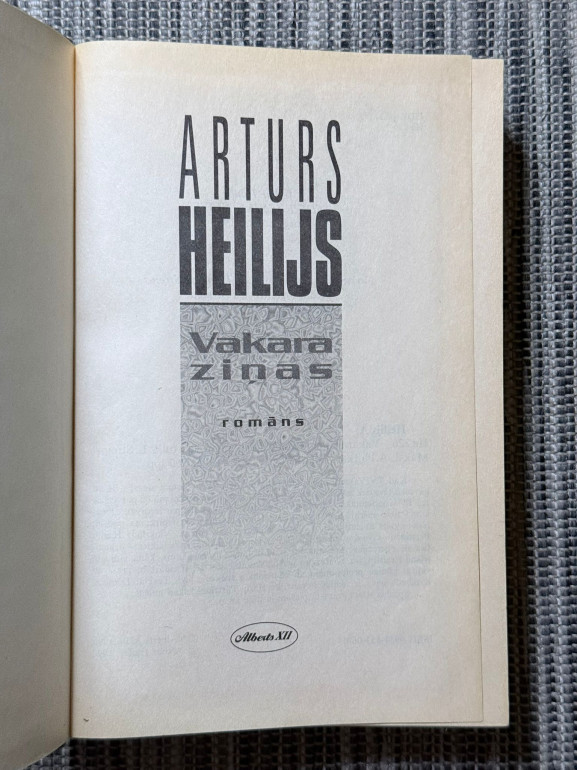 ARTURS
HEILIJS
Vakara
ziņas
romāns
Alberts XII